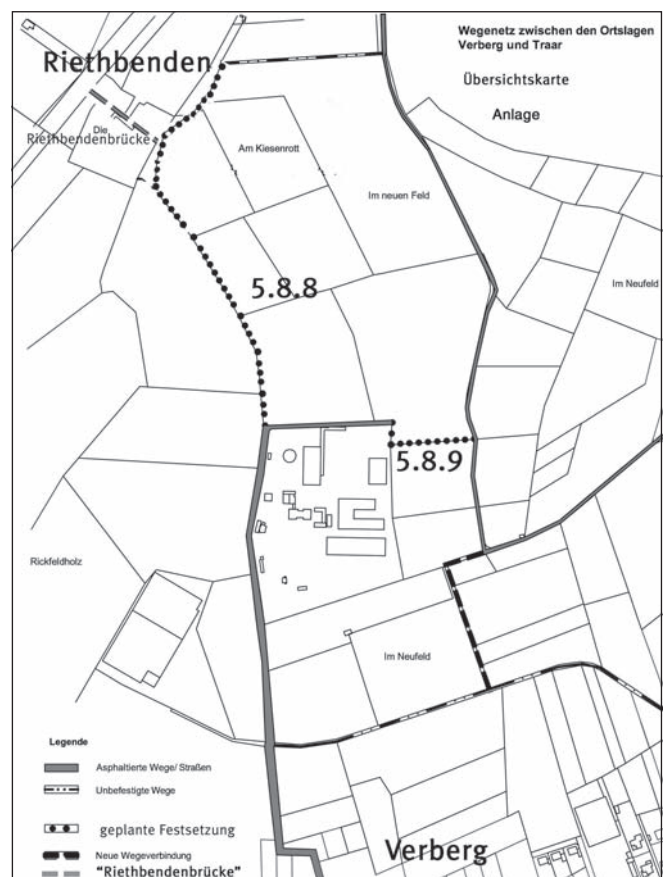 Wegenetz zwischen den Ortslagen
Verberg und Traar
Übersichtskarte
Anlage
Riethbenden
Die
Riethbendenbrücke
Am Kiesenrott
Im neuen Feld
Im Neufeld
5.8.8
5.8.9
Rickfeldholz
Im Neufeld
Verberg
Legende
Asphaltierte Wege/ Straßen
Unbefestigte Wege
geplante Festsetzung
Neue Wegeverbindung
"Riethbendenbrücke"